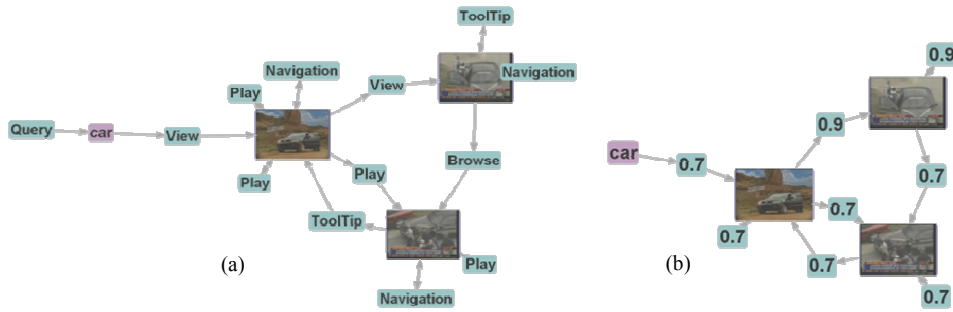 ToolTip
Navigation
View
Navigation
Play
Query
car
View
Play
Play
Browse
ToolTip
Play
Navigation
(a)
0.9
0.9
car
0.7
0.7
0.7
0.7
0.7
0.7
(b)